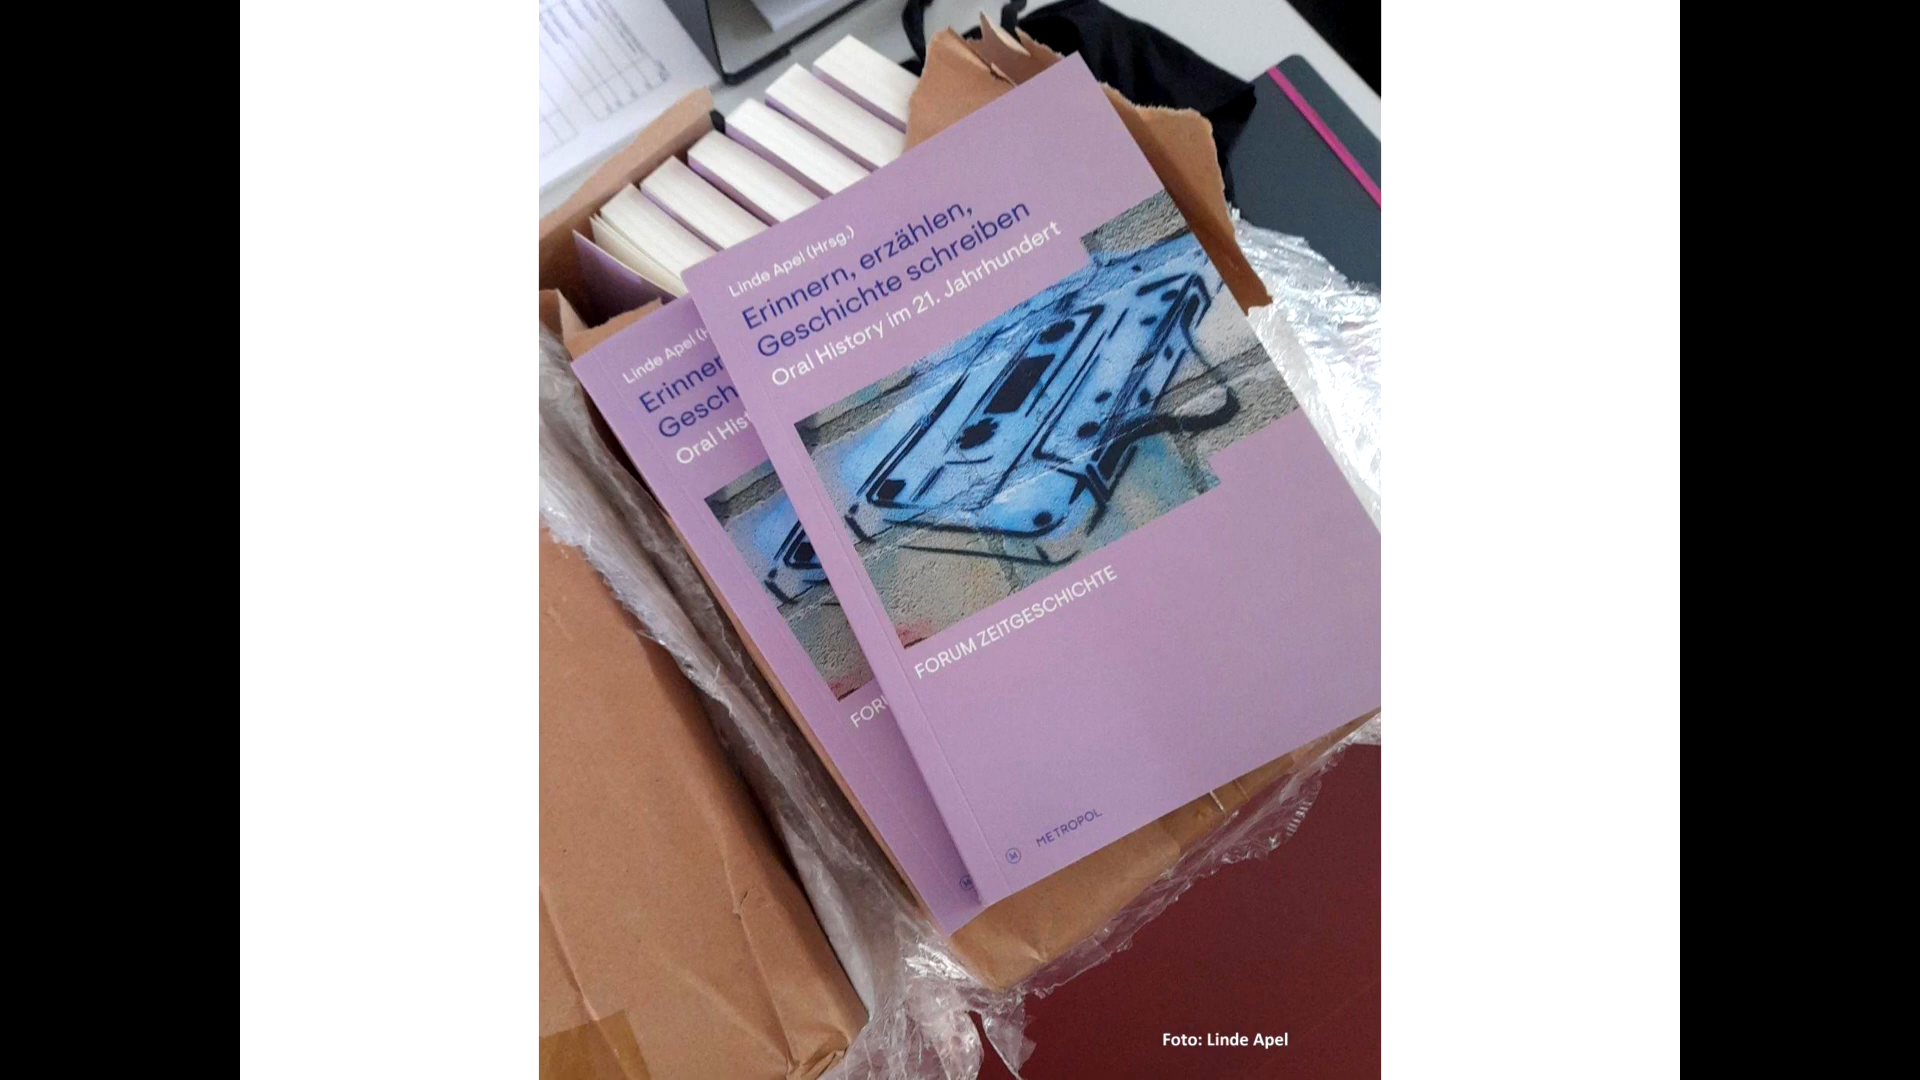 Linde Apel (Hrsg.)
Erinnern, erzählen,
Geschichte schreiben
Oral History im 21. Jahrhundert
FORUM ZEITGESCHICHTE
METROPOL
Linde Apel (H
Erinner
Gesch
Oral His
FORU
Foto: Linde Apel